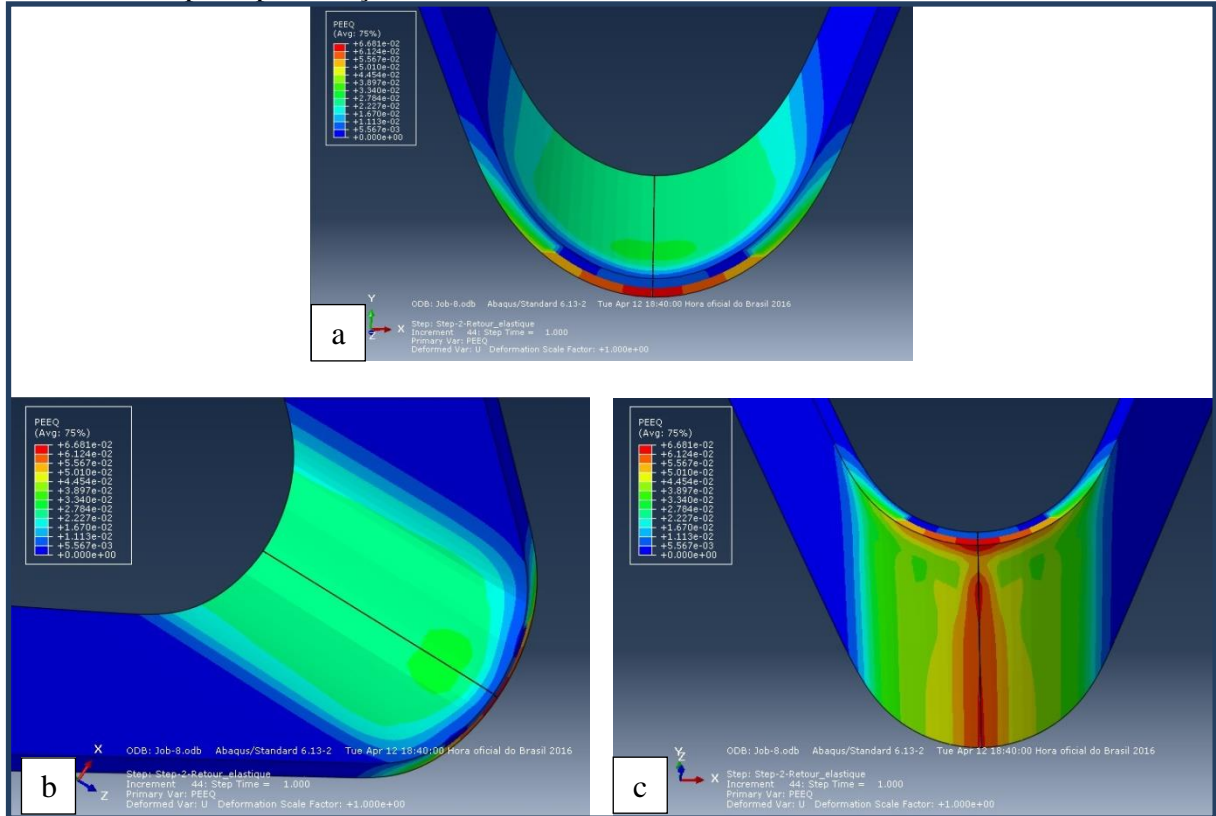 PEEQ
(Avg: 75%)
+6.681e-02
+6.124e-02
+5.567e-02
+5.010e-02
+4.454e-02
+3.897e-02
+3.340e-02
+2.784e-02
+2.227e-02
+1.670e-02
+1.113e-02
+5.567e-03
+0.000e+00
Y
X
Z
ODB: Job-8.odb Abaqus/Standard 6.13-2 Tue Apr 12 18:40:00 Hora oficial do Brasil 2016
Step: Step-2-Retour_elastique
Increment 44: Step Time = 1.000
Primary Var: PEEQ
Deformed Var: U Deformation Scale Factor: +1.000e+00
a
PEEQ
(Avg: 75%)
+6.681e-02
+6.124e-02
+5.567e-02
+5.010e-02
+4.454e-02
+3.897e-02
+3.340e-02
+2.784e-02
+2.227e-02
+1.670e-02
+1.113e-02
+5.567e-03
+0.000e+00
X
Z
ODB: Job-8.odb Abaqus/Standard 6.13-2 Tue Apr 12 18:40:00 Hora oficial do Brasil 2016
Step: Step-2-Retour_elastique
Increment 44: Step Time = 1.000
Primary Var: PEEQ
Deformed Var: U Deformation Scale Factor: +1.000e+00
b
PEEQ
(Avg: 75%)
+6.681e-02
+6.124e-02
+5.567e-02
+5.010e-02
+4.454e-02
+3.897e-02
+3.340e-02
+2.784e-02
+2.227e-02
+1.670e-02
+1.113e-02
+5.567e-03
+0.000e+00
Y
Z
X
ODB: Job-8.odb Abaqus/Standard 6.13-2 Tue Apr 12 18:40:00 Hora oficial do Brasil 2016
Step: Step-2-Retour_elastique
Increment 44: Step Time = 1.000
Primary Var: PEEQ
Deformed Var: U Deformation Scale Factor: +1.000e+00
c